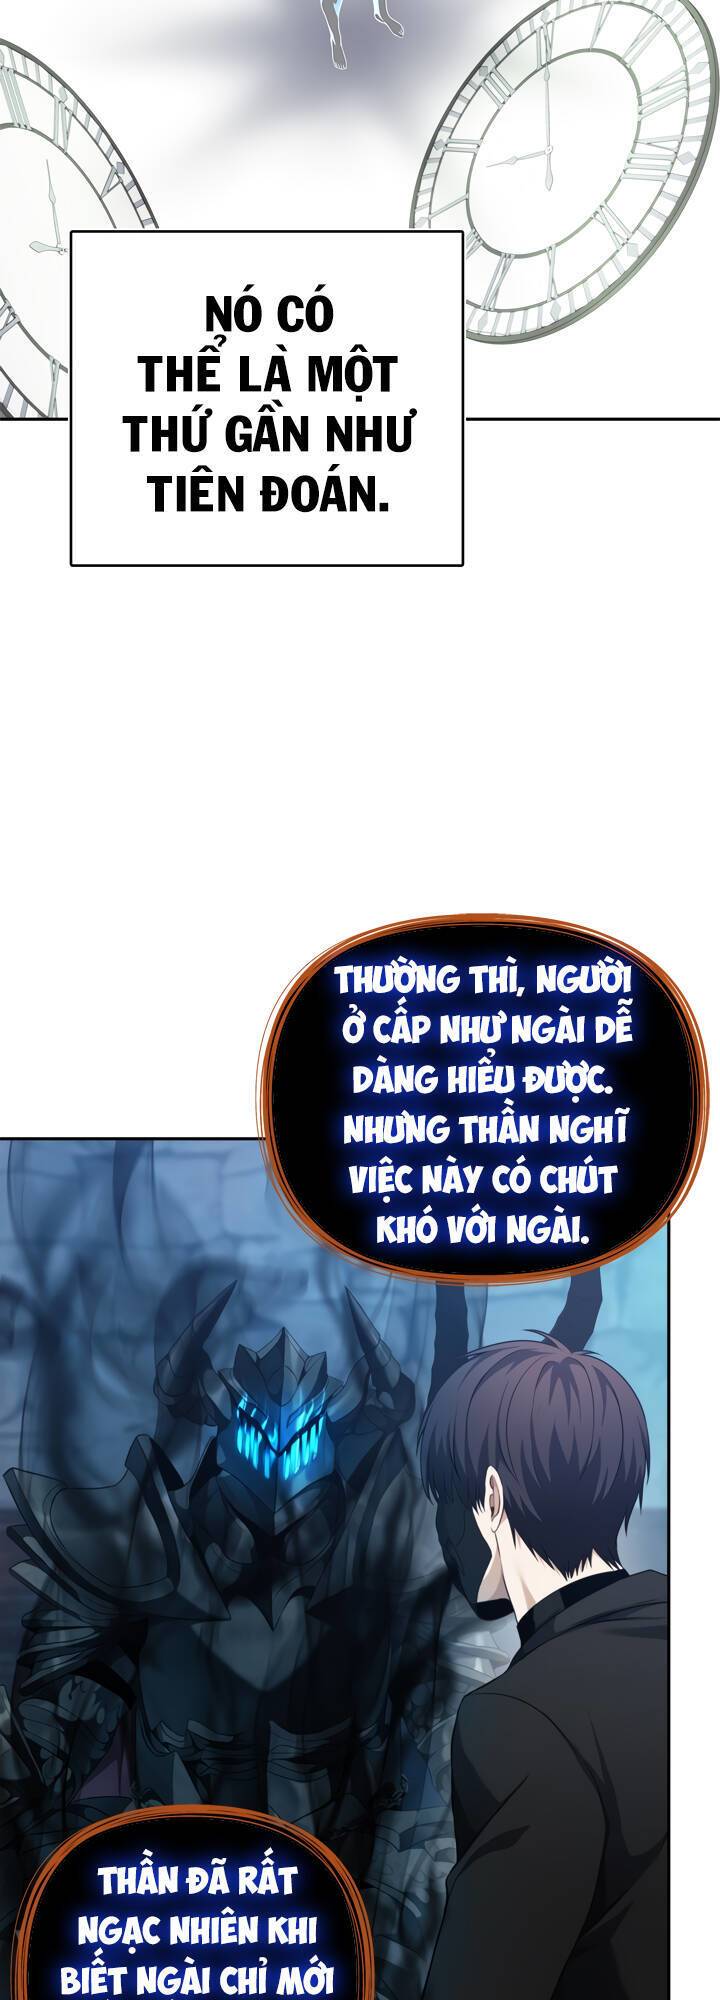 NÓ CÓ
THỂ LÀ MỘT
THỨ GẦN NHƯ
TIÊN ĐOÁN.
THƯỜNG THÌ, NGƯỜI
Ở CẤP NHƯ NGÀI DỄ
DÀNG HIỂU ĐƯỢC.
NHƯNG THẦN NGHĨ
VIỆC NÀY CÓ CHÚT
KHÓ VỚI NGÀI.
THẦN ĐÃ RẤT
NGẠC NHIÊN KHI
BIẾT NGÀI CHỈ MỚI